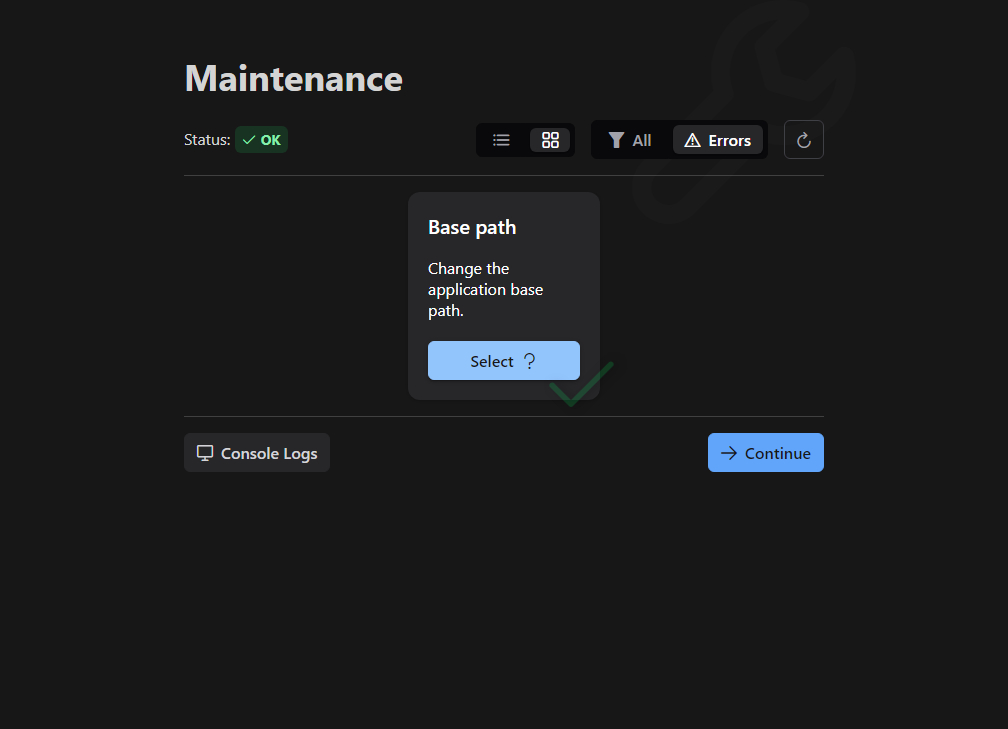 Maintenance
Status: OK
All
Errors
Base path
Change the
application base
path.
Select ?
Console Logs
Continue